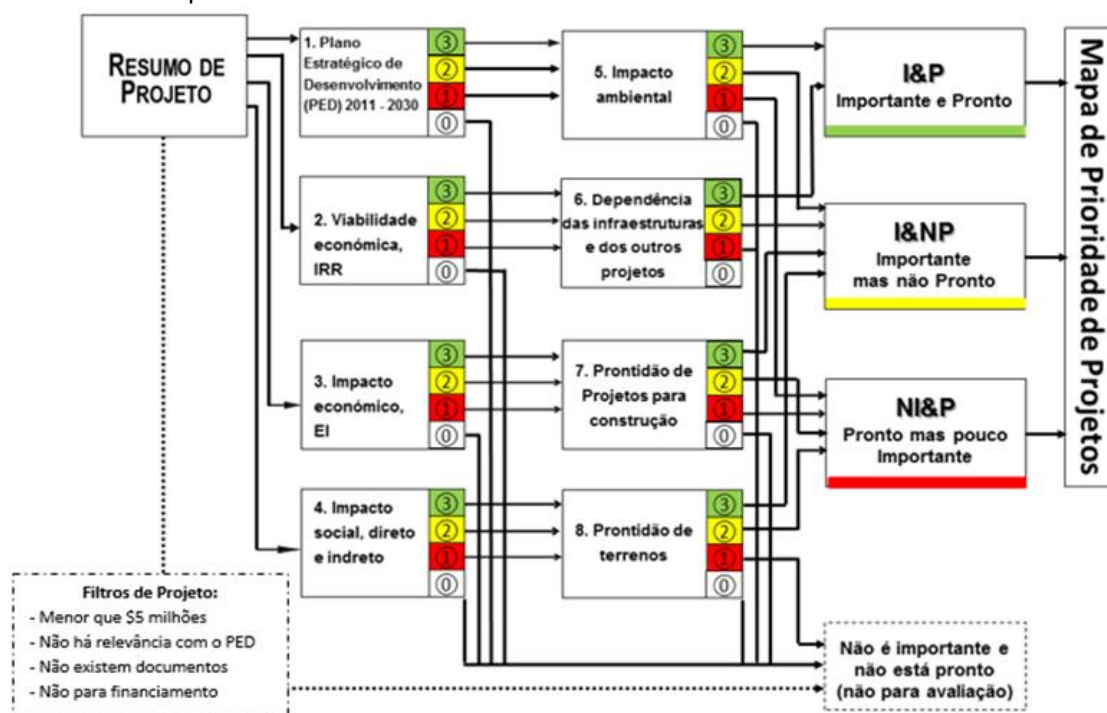 RESUMO DE
PROJETO
1. Plano
Estratégico de
Desenvolvimento
(PED) 2011 - 2030
3
2
1
0
2. Viabilidade
económica,
IRR
3
2
1
0
3. Impacto
económico,
EI
3
2
1
0
4. Impacto
social, direto
e indreto
3
2
1
0
5. Impacto
ambiental
3
2
1
0
6. Dependência
das infraestruturas
e dos outros
projetos
3
2
1
0
7. Prontidão de
Projetos para
construção
3
2
1
0
8. Prontidão de
terrenos
3
2
1
0
I&P
Importante e Pronto
I&NP
Importante
mas não Pronto
NI&P
Pronto mas pouco
Importante
Não é importante e
não está pronto
(não para avaliação)
Mapa de Prioridade de Projetos
Filtros de Projeto:
- Menor que $5 milhões
- Não há relevância com o PED
- Não existem documentos
- Não para financiamento